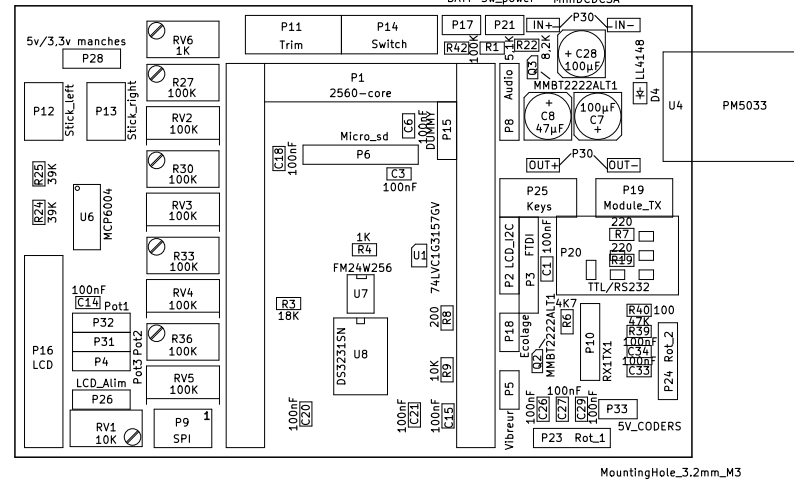 BATT Sw_power MiniDCDC3A
P11
Trim
P14
Switch
P17
P21
IN+
P30
IN-
RV6
1K
5v/3,3v manches
P28
R42
100K
R1
5,1K
R22
8,2K
Q3
+ C28
100µF
MMBT2222ALT1
LL4148
D4
U4
PM5033
R27
100K
P1
2560-core
Audio
P8
+
C8
47µF
100µF
C7
+
P12
Stick_left
P13
Stick_right
RV2
100K
C6
100nF
DUMMY
P15
Micro_sd
P6
C18
100nF
C3
100nF
OUT+
P30
OUT-
R25
39K
R24
39K
U6
MCP6004
R30
100K
P25
Keys
P19
Module_TX
RV3
100K
1K
R4
U1
74LVC1G3157GV
P2 LCD_I2C
P3 FTDI
C1 100nF
P20
220
R7
220
R19
TTL/RS232
R33
100K
FM24W256
U7
100nF
C14
Pot1
P32
P31
P4
Pot3 Pot2
RV4
100K
R3
18K
DS3231SN
U8
200
R8
P18
Ecolage
MMBT2222ALT1
Q2
4K7
R6
P10
RX1TX1
R40 100
47K
R39
100nF
C34
100nF
C33
P24 Rot_2
P16
LCD
R36
100K
LCD_Alim
P26
RV5
100K
10K
R9
P5
Vibreur
RV1
10K
P9
SPI
1
100nF
C20
100nF
C21
100nF
C15
100nF
100nF
C26
C27
C29
100nF
P33
5V_CODERS
P23 Rot_1
MountingHole_3.2mm_M3